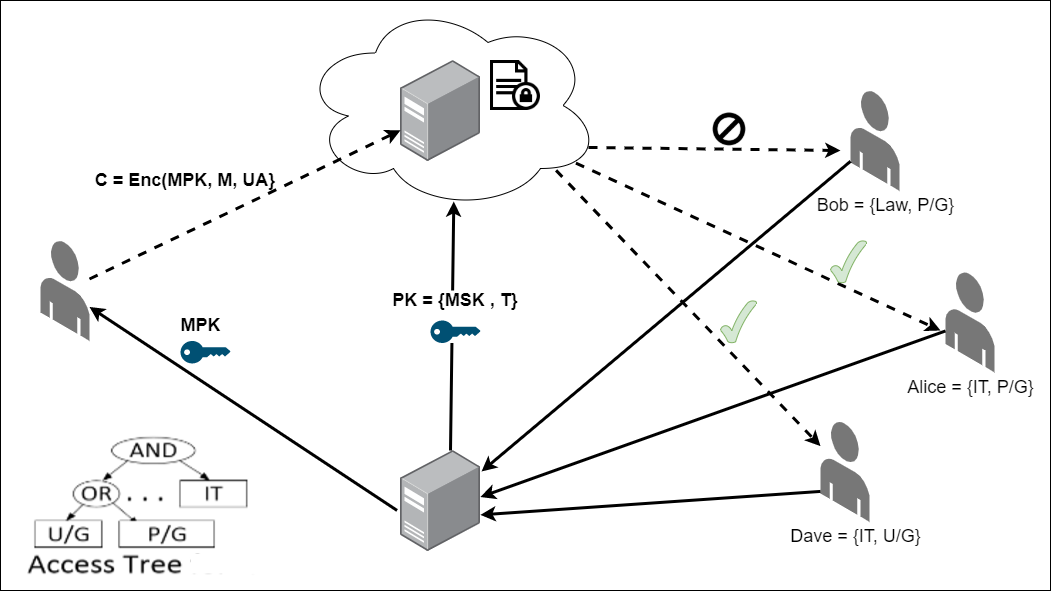 C = Enc(MPK, M, UA}
Bob = {Law, P/G}
PK = {MSK , T}
MPK
Alice = {IT, P/G}
AND
OR . . . IT
U/G P/G
Access Tree
Dave = {IT, U/G}